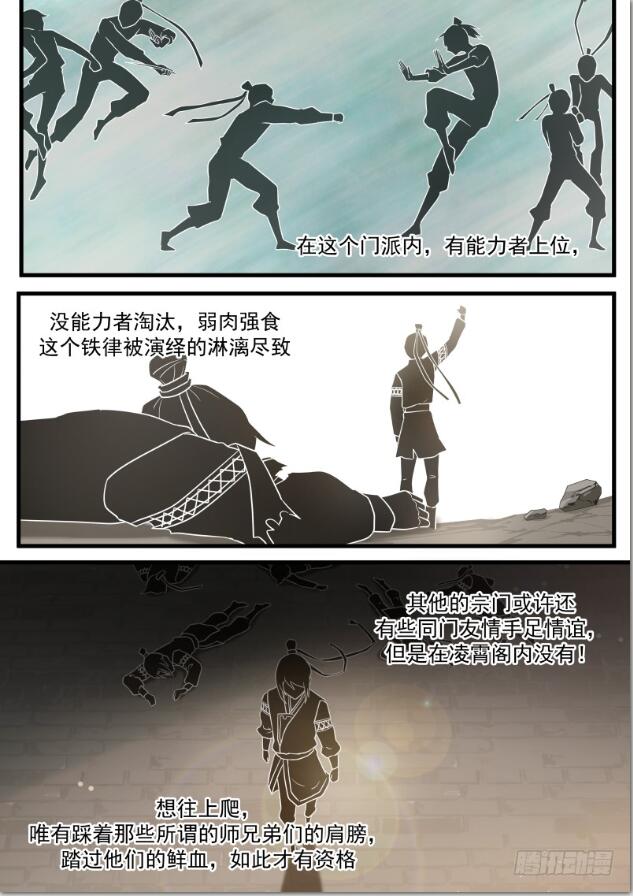 在这个门派内，有能力者上位，
没能力者淘汰，弱肉强食
这个铁律被演绎的淋漓尽致
其他的宗门或许还
有些同门友情手足情谊，
但是在凌霄阁内没有！
想往上爬，
唯有踩着那些所谓的师兄弟们的肩膀，
踏过他们的鲜血，如此才有资格
腾讯动漫